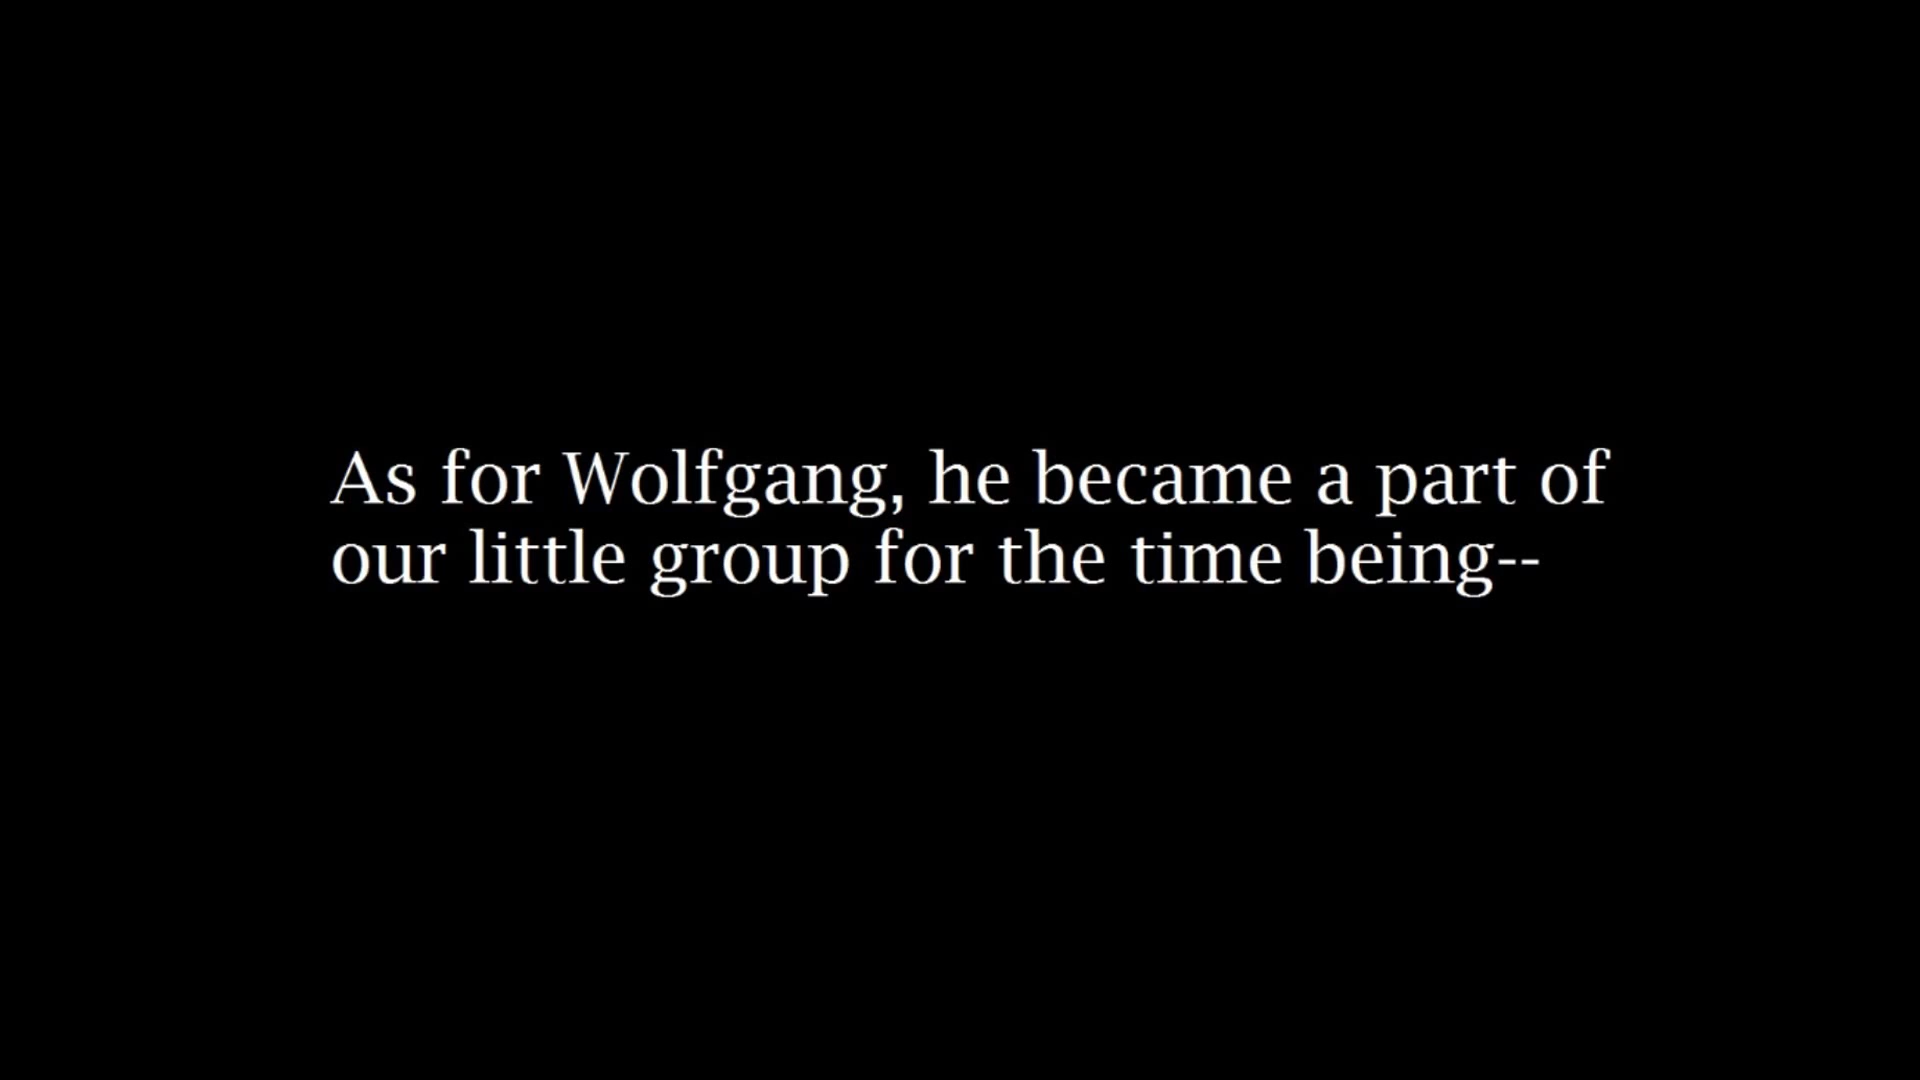 As for Wolfgang, he became a part of
our little group for the time being--